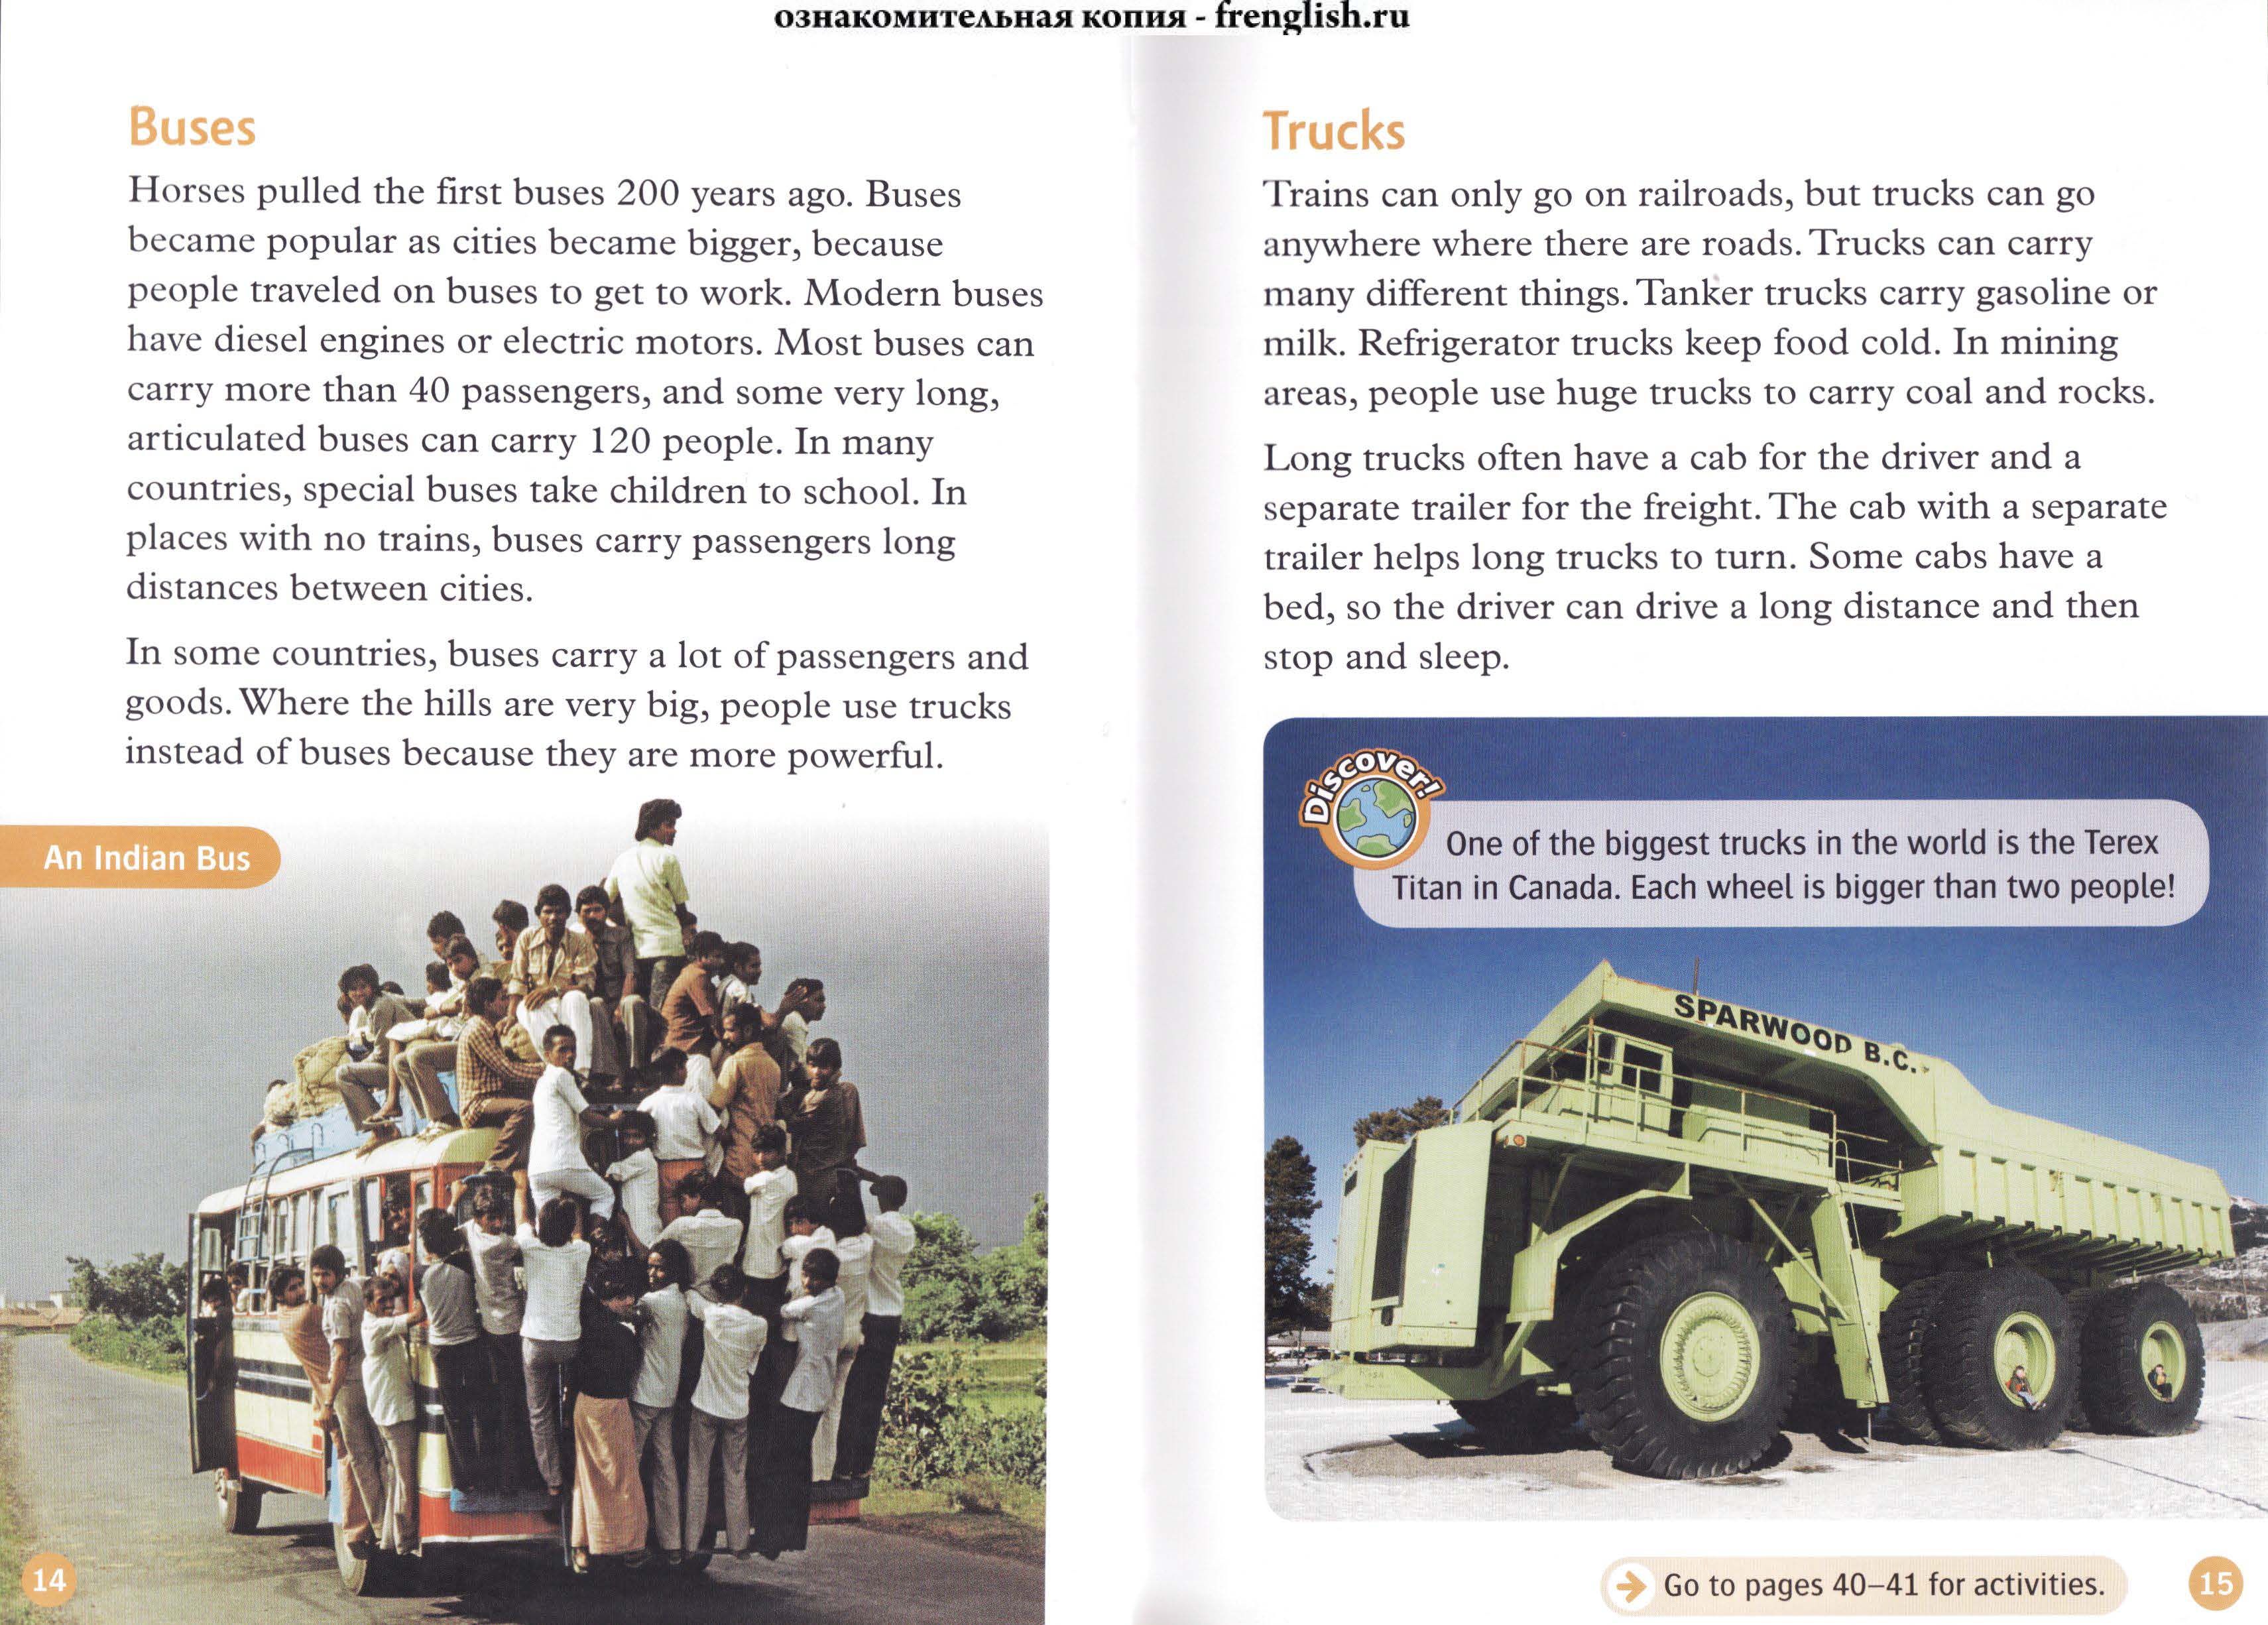 ознакомительная копия - frenglish.ru
Buses
Horses pulled the first buses 200 years ago. Buses
became popular as cities became bigger, because
people traveled on buses to get to work. Modern buses
have diesel engines or electric motors. Most buses can
carry more than 40 passengers, and some very long,
articulated buses can carry 120 people. In many
countries, special buses take children to school. In
places with no trains, buses carry passengers long
distances between cities.
In some countries, buses carry a lot of passengers and
goods. Where the hills are very big, people use trucks
instead of buses because they are more powerful.
An Indian Bus
14
Trucks
Trains can only go on railroads, but trucks can go
anywhere where there are roads. Trucks can carry
many different things. Tanker trucks carry gasoline or
milk. Refrigerator trucks keep food cold. In mining
areas, people use huge trucks to carry coal and rocks.
Long trucks often have a cab for the driver and a
separate trailer for the freight. The cab with a separate
trailer helps long trucks to turn. Some cabs have a
bed, so the driver can drive a long distance and then
stop and sleep.
Discover!
One of the biggest trucks in the world is the Terex
Titan in Canada. Each wheel is bigger than two people!
SPARWOOD B.C.
Go to pages 40–41 for activities.
15